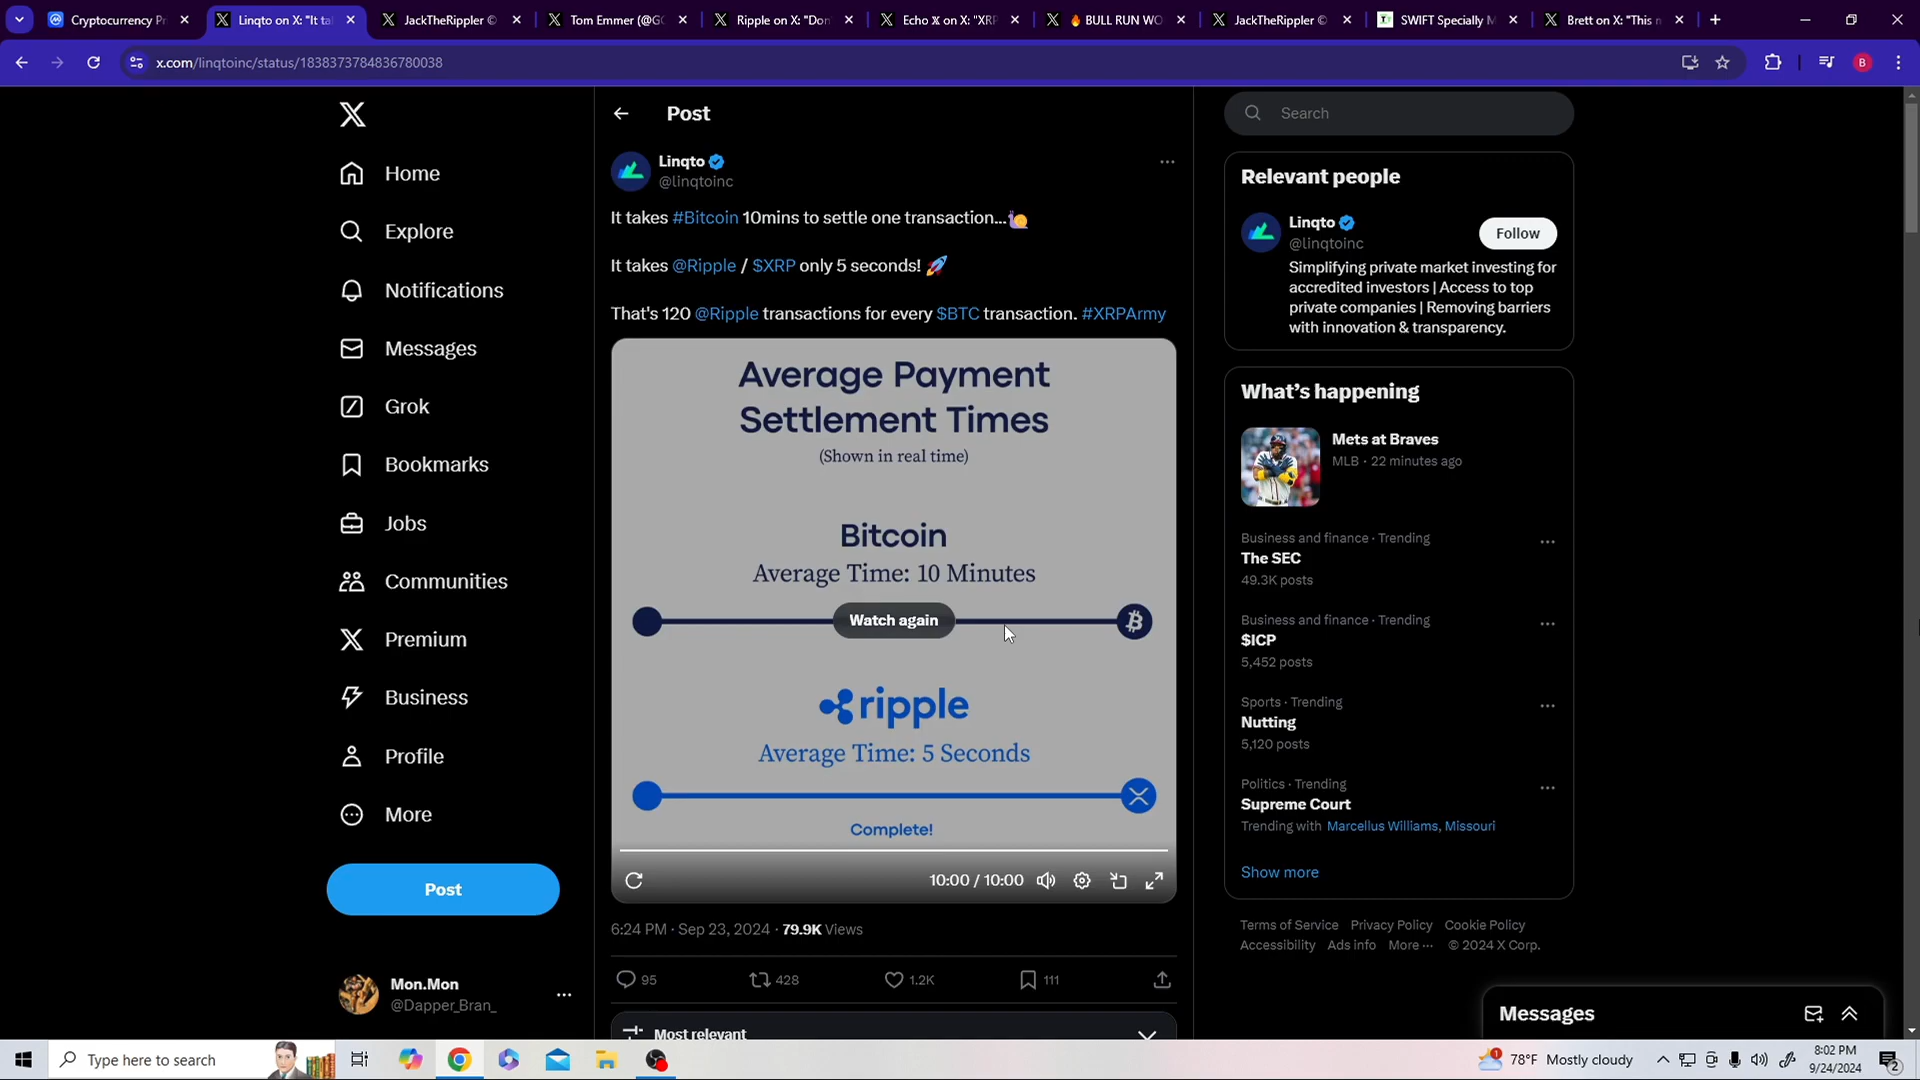 Cryptocurrency P
Linqto on X: "It ta
JackTheRippler ©
Tom Emmer (@GO
Ripple on X: "Don
Echo X on X: "XRP
🔥BULL RUN WO
JackTheRippler ©
SWIFT Specially M
Brett on X: "This m
x.com/linqtoinc/status/1838373784836780038
B
Home
Explore
Notifications
Messages
Grok
Bookmarks
Jobs
Communities
Premium
Business
Profile
More
Post
Mon.Mon
@Dapper_Bran_
Post
Linqto
@linqtoinc
It takes #Bitcoin 10mins to settle one transaction...🐌
It takes @Ripple / $XRP only 5 seconds! 🚀
That's 120 @Ripple transactions for every $BTC transaction. #XRPArmy
Average Payment
Settlement Times
(Shown in real time)
Bitcoin
Average Time: 10 Minutes
Watch again
ripple
Average Time: 5 Seconds
Complete!
10:00 / 10:00
6:24 PM · Sep 23, 2024 · 79.9K Views
95
428
1.2K
111
Most relevant
Search
Relevant people
Linqto
@linqtoinc
Follow
Simplifying private market investing for
accredited investors | Access to top
private companies | Removing barriers
with innovation & transparency.
What's happening
Mets at Braves
MLB · 22 minutes ago
Business and finance · Trending
The SEC
49.3K posts
Business and finance · Trending
$ICP
5,452 posts
Sports · Trending
Nutting
5,120 posts
Politics · Trending
Supreme Court
Trending with Marcellus Williams, Missouri
Show more
Terms of Service Privacy Policy Cookie Policy
Accessibility Ads info More ··· © 2024 X Corp.
Messages
Type here to search
1
78°F Mostly cloudy
8:02 PM
9/24/2024
2